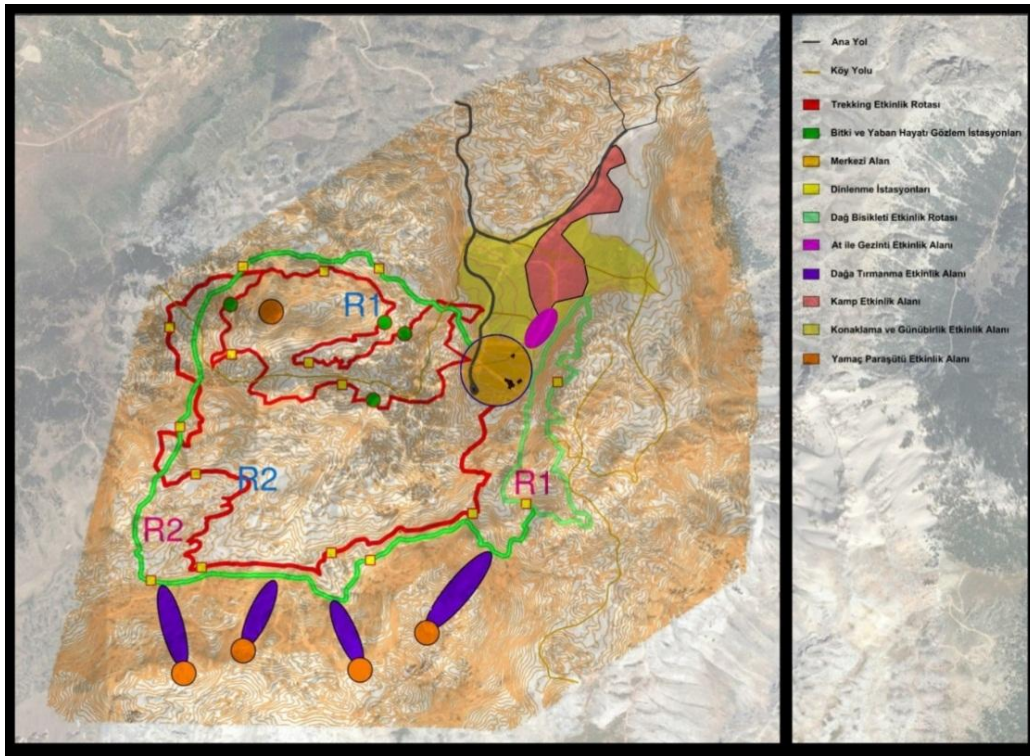 Ana Yol
Köy Yolu
Trekking Etkinlik Rotası
Bitki ve Yaban Hayatı Gözlem İstasyonları
Merkezi Alan
Dinlenme İstasyonları
Dağ Bisikleti Etkinlik Rotası
At ile Gezinti Etkinlik Alanı
Dağa Tırmanma Etkinlik Alanı
Kamp Etkinlik Alanı
Konaklama ve Günübirlik Etkinlik Alanı
Yamaç Paraşütü Etkinlik Alanı
R1
R2
R1
R2